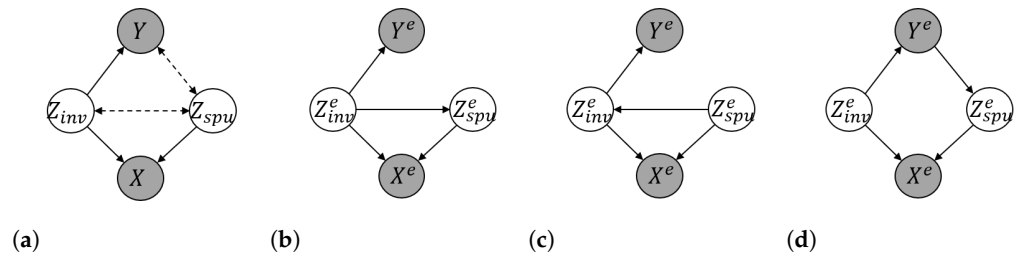 Y Y^e Y^e Y^e
Z_inv Z_spu Z^e_inv Z^e_spu Z^e_inv Z^e_spu Z^e_inv Z^e_spu
X X^e X^e X^e
(a) (b) (c) (d)